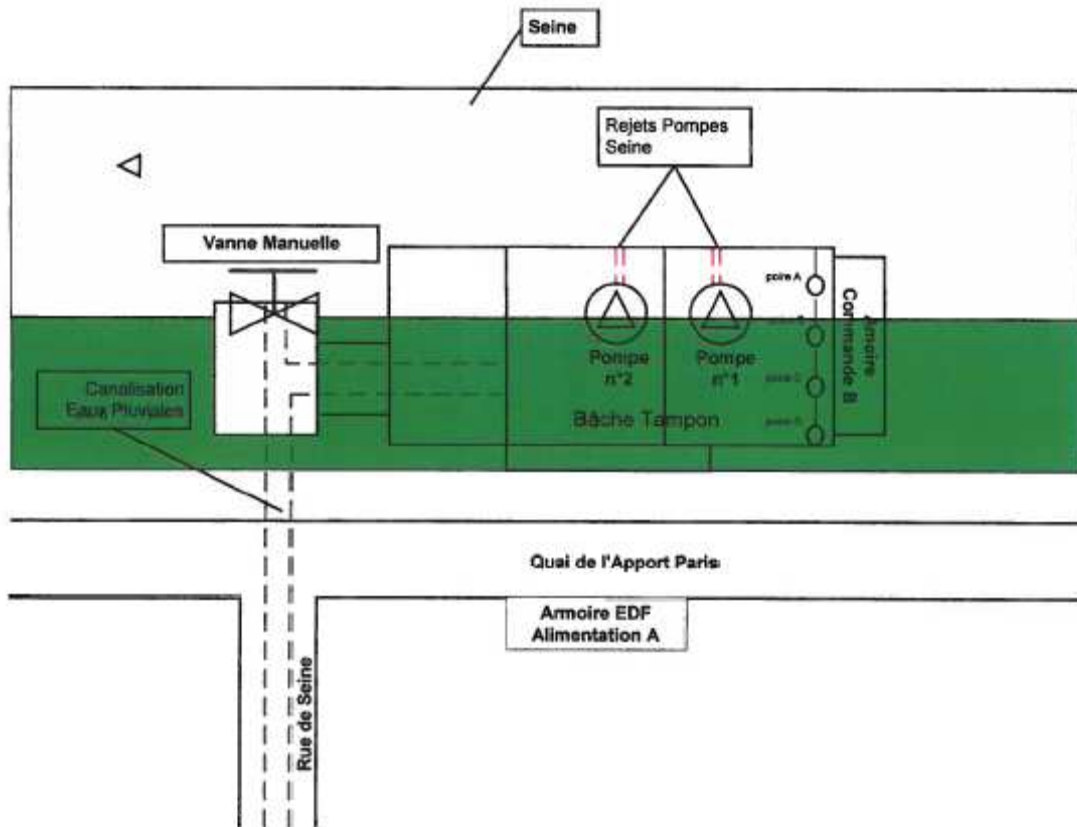 Seine
Rejets Pompes
Seine
Vanne Manuelle
poire A
Armoire
Commande B
Pompe
n°2
Pompe
n°1
poire C
Canalisation
Eaux Pluviales
Bâche Tampon
Quai de l'Apport Paris
Armoire EDF
Alimentation A
Rue de Seine